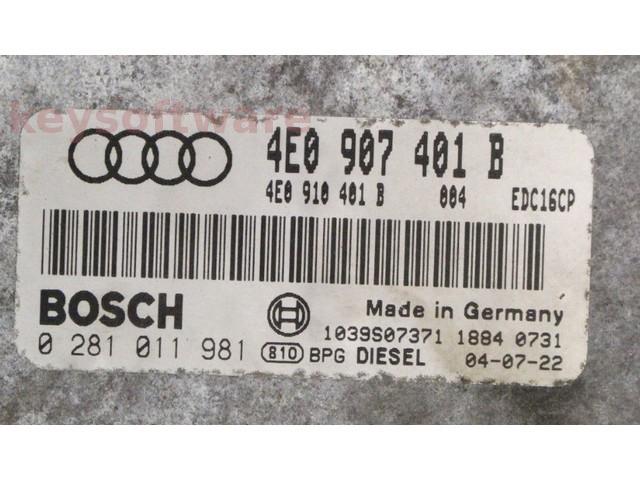 keysoftware
4E0 907 401 B
4E0 910 401 B 004 EDC16CP
BOSCH
Made in Germany
1039S07371 1884 0731
0 281 011 981 810 BPG DIESEL 04-07-22